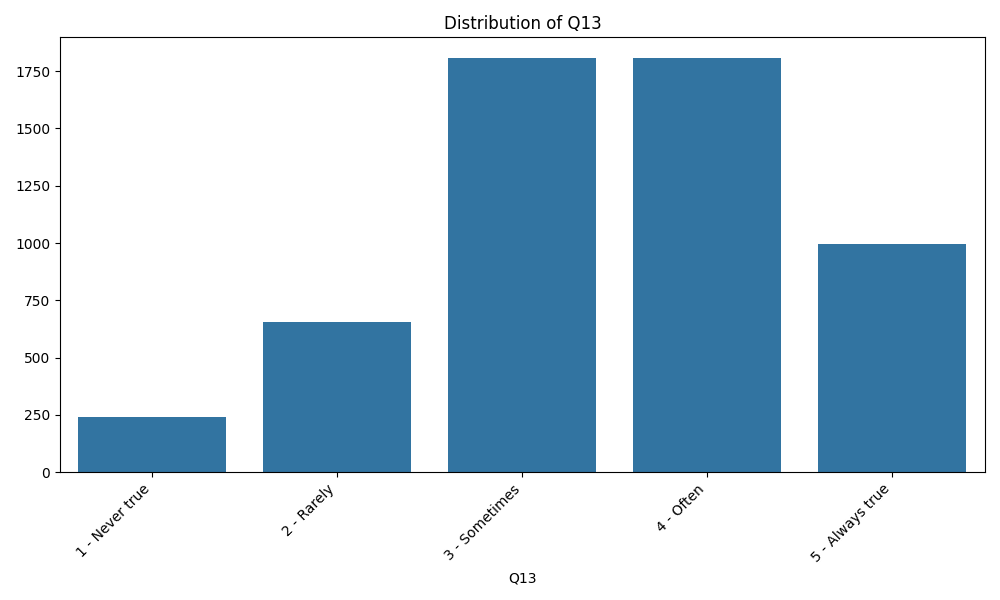 Distribution of Q13
1750
1500
1250
1000
750
500
250
0
1 - Never true
2 - Rarely
3 - Sometimes
4 - Often
5 - Always true
Q13